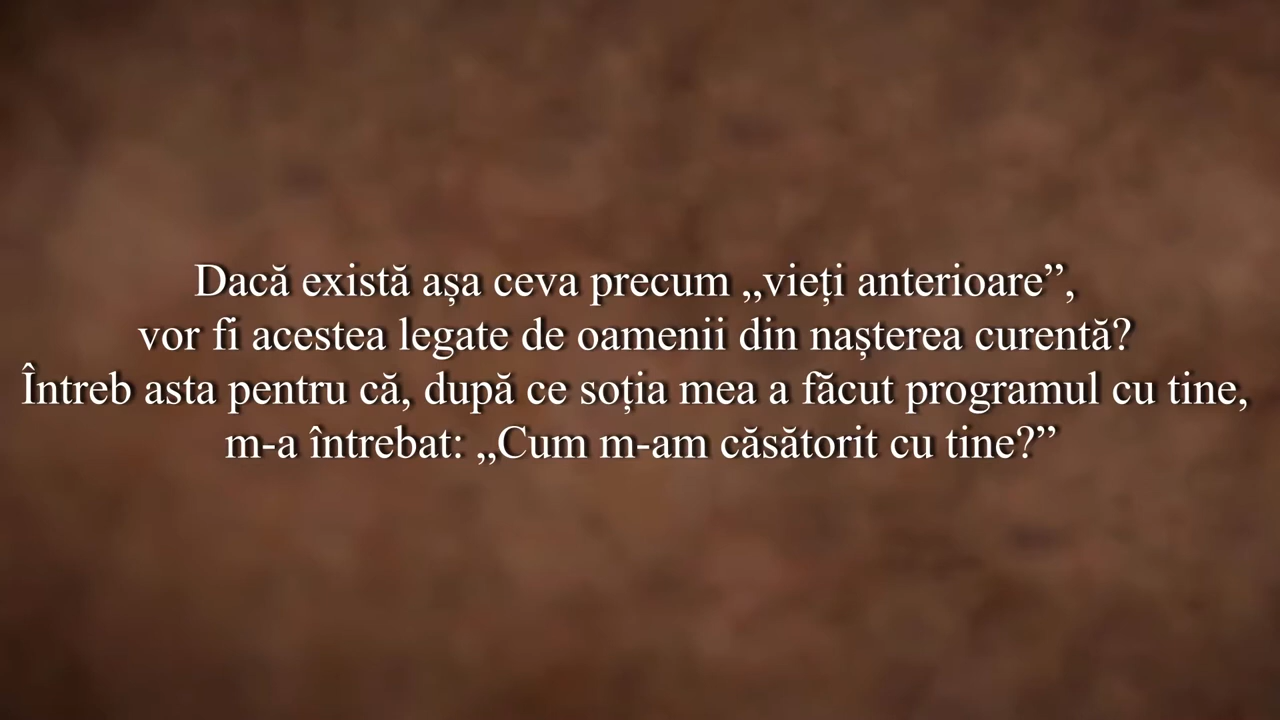 Dacă există așa ceva precum „vieți anterioare”,
vor fi acestea legate de oamenii din nașterea curentă?
Întreb asta pentru că, după ce soția mea a făcut programul cu tine,
m-a întrebat: „Cum m-am căsătorit cu tine?”